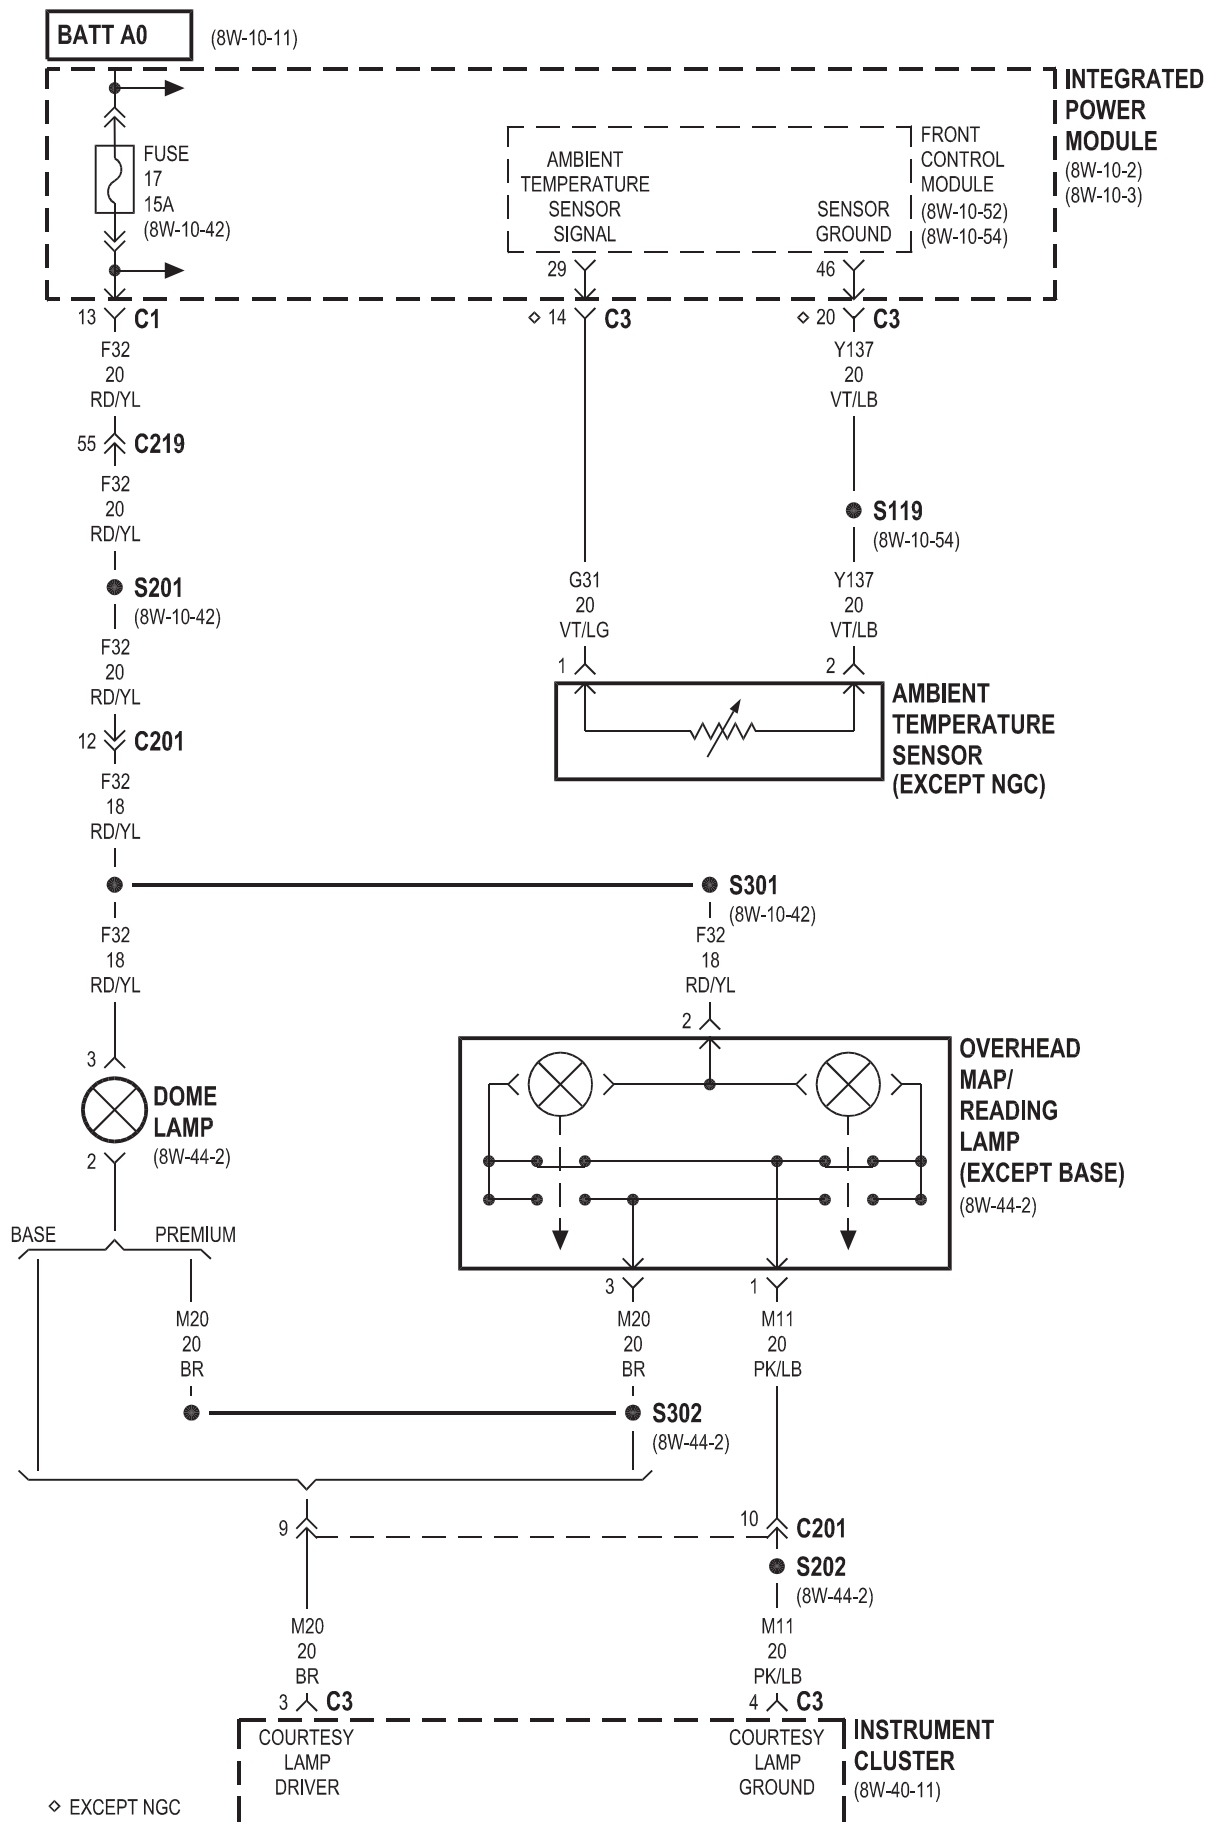 BATT A0 (8W-10-11)
INTEGRATED
POWER
MODULE
(8W-10-2)
(8W-10-3)
FUSE
17
15A
(8W-10-42)
AMBIENT
TEMPERATURE
SENSOR
SIGNAL
SENSOR
GROUND
FRONT
CONTROL
MODULE
(8W-10-52)
(8W-10-54)
29
46
13 C1
◇ 14 C3
◇ 20 C3
F32
20
RD/YL
Y137
20
VT/LB
55 C219
F32
20
RD/YL
S119
(8W-10-54)
S201
(8W-10-42)
G31
20
VT/LG
Y137
20
VT/LB
F32
20
RD/YL
1
2
AMBIENT
TEMPERATURE
SENSOR
(EXCEPT NGC)
12 C201
F32
18
RD/YL
S301
(8W-10-42)
F32
18
RD/YL
F32
18
RD/YL
2
3
DOME
LAMP
(8W-44-2)
2
OVERHEAD
MAP/
READING
LAMP
(EXCEPT BASE)
(8W-44-2)
BASE
PREMIUM
3
1
M20
20
BR
M20
20
BR
M11
20
PK/LB
S302
(8W-44-2)
9
10 C201
S202
(8W-44-2)
M20
20
BR
M11
20
PK/LB
3 C3
4 C3
COURTESY
LAMP
DRIVER
COURTESY
LAMP
GROUND
INSTRUMENT
CLUSTER
(8W-40-11)
◇ EXCEPT NGC